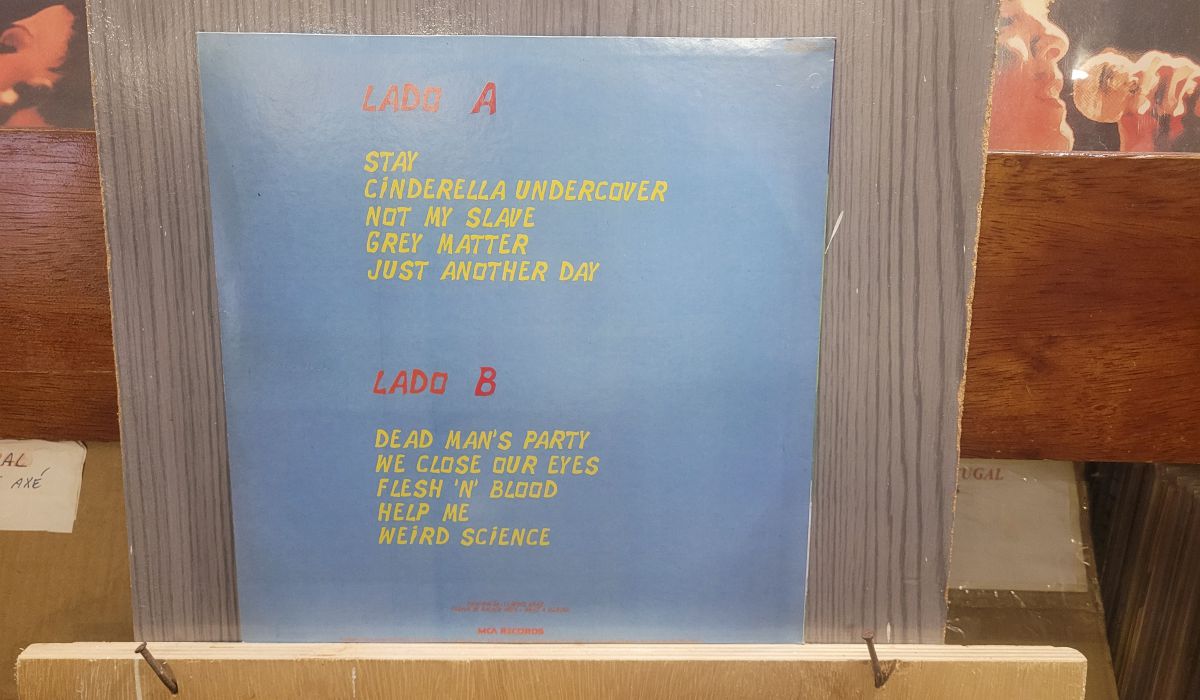 LADO A
STAY
CINDERELLA UNDERCOVER
NOT MY SLAVE
GREY MATTER
JUST ANOTHER DAY
LADO B
DEAD MAN'S PARTY
WE CLOSE OUR EYES
FLESH 'N' BLOOD
HELP ME
WEIRD SCIENCE
MCA RECORDS
AXÉ